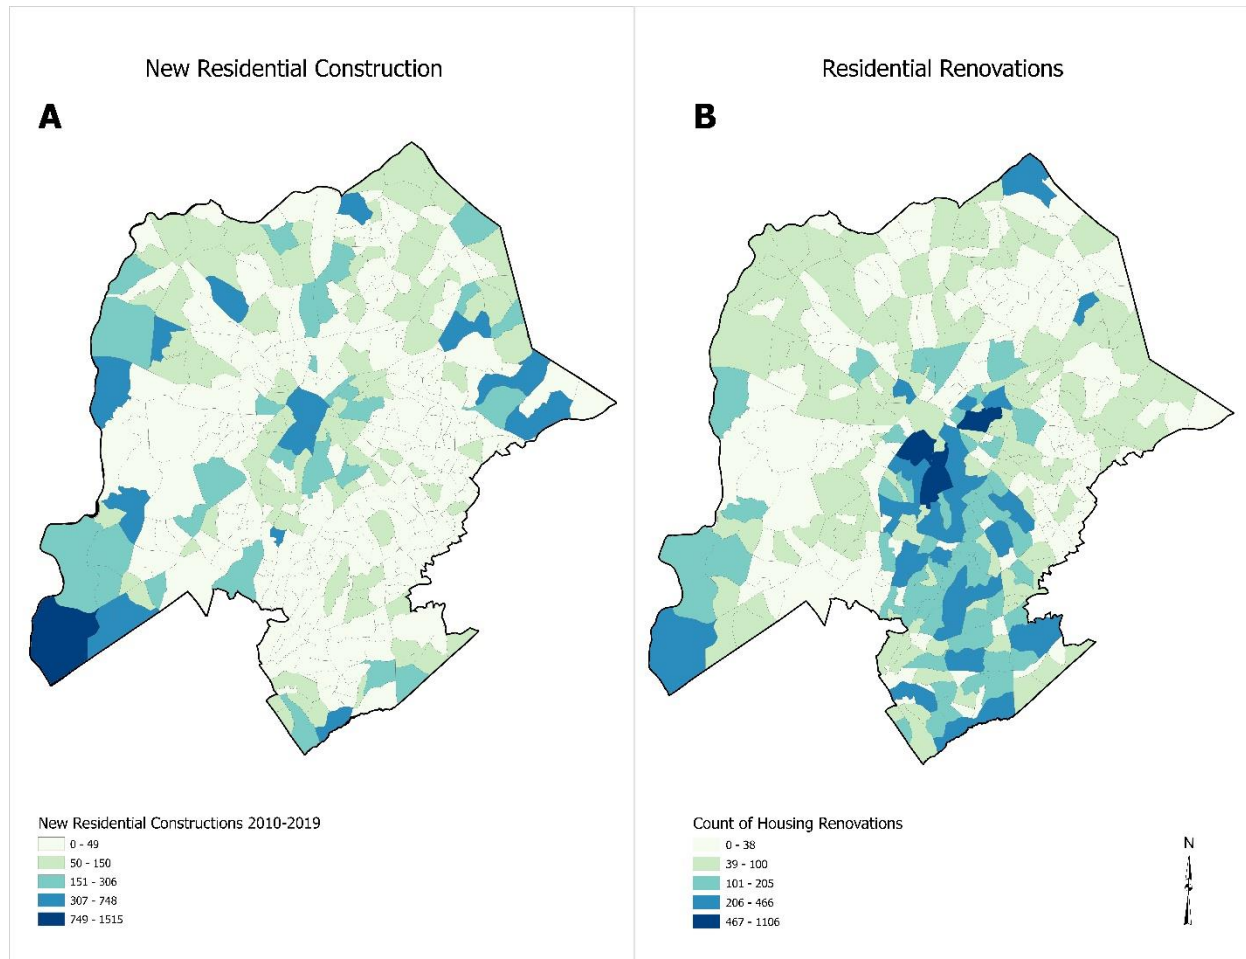 New Residential Construction
A
New Residential Constructions 2010-2019
0 - 49
50 - 150
151 - 306
307 - 748
749 - 1515
Residential Renovations
B
Count of Housing Renovations
0 - 38
39 - 100
101 - 205
206 - 466
467 - 1106
N